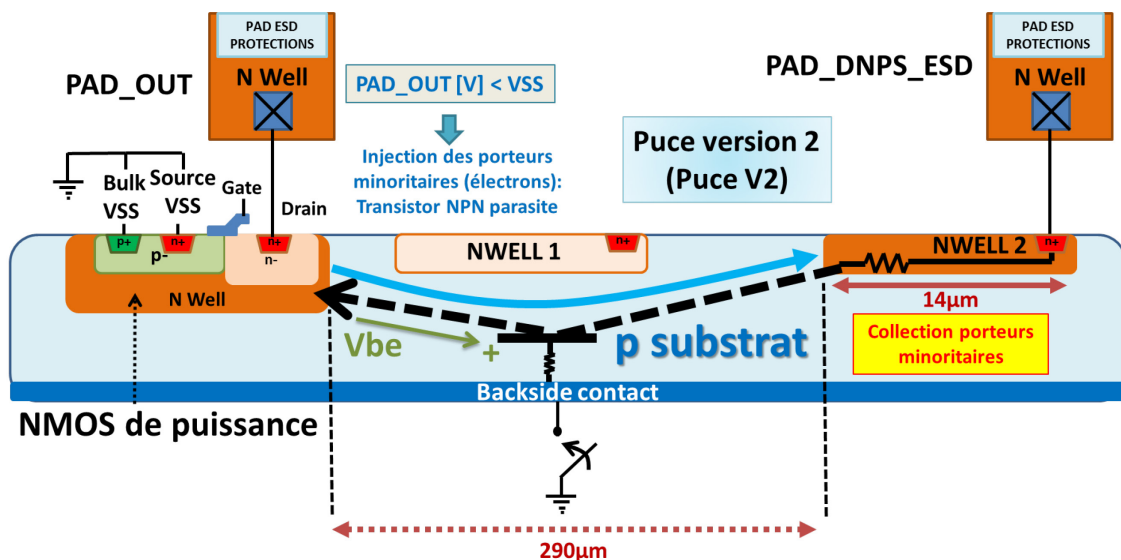 PAD ESD
PROTECTIONS
N Well
PAD_OUT
PAD_OUT [V] < VSS
Injection des porteurs
minoritaires (électrons):
Transistor NPN parasite
Puce version 2
(Puce V2)
PAD ESD
PROTECTIONS
N Well
PAD_DNPS_ESD
Bulk
VSS
Source
VSS
Gate
Drain
p+
n+
p-
n+
n-
N Well
NWELL 1
n+
NWELL 2
n+
14µm
Vbe
+
p substrat
Collection porteurs
minoritaires
Backside contact
NMOS de puissance
290µm